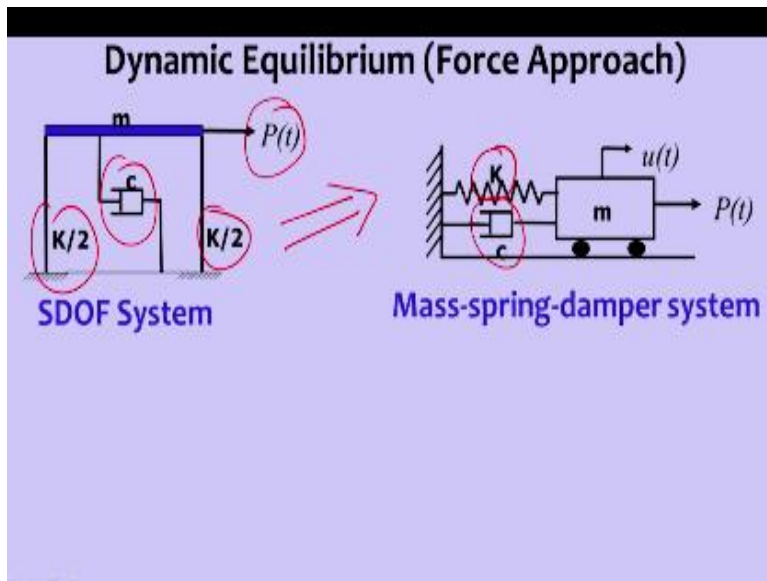 Dynamic Equilibrium (Force Approach)
m
P(t)
c
K/2
K/2
SDOF System
K
u(t)
m
P(t)
c
Mass-spring-damper system